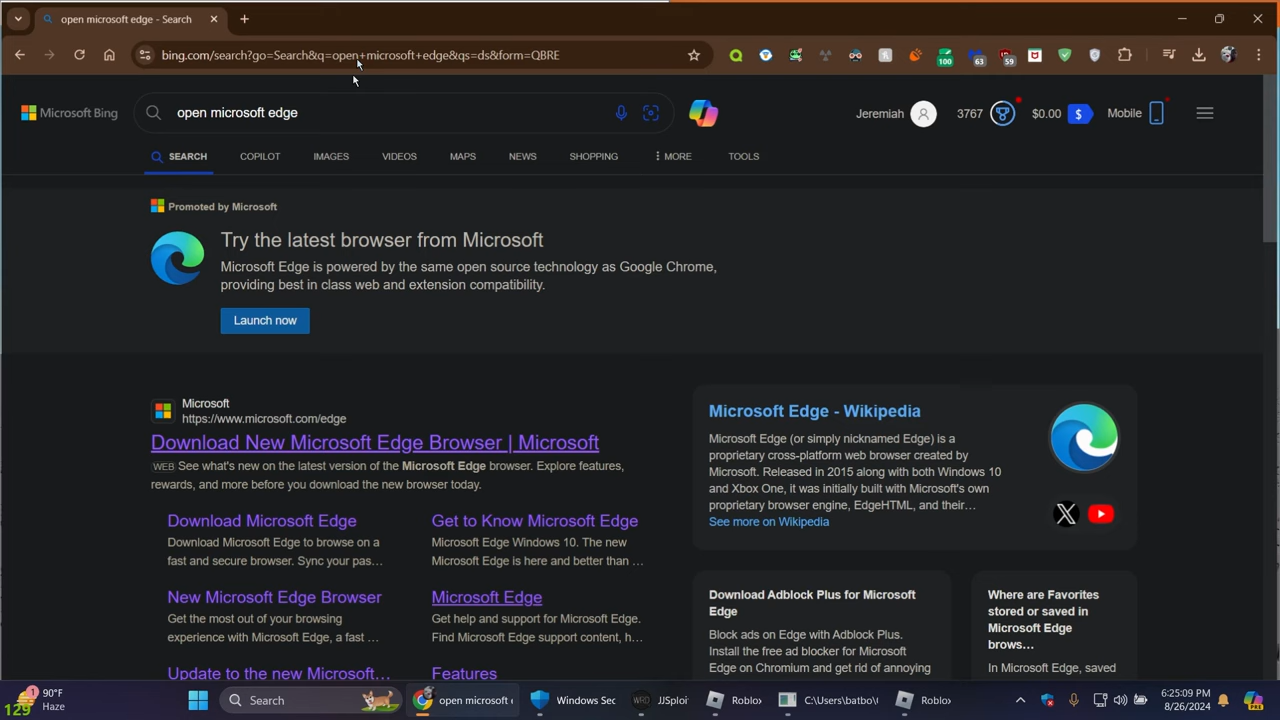 open microsoft edge - Search
bing.com/search?go=Search&q=open+microsoft+edge&qs=ds&form=QBRE
100
63
59
Microsoft Bing
open microsoft edge
Jeremiah
3767
$0.00
$
Mobile
SEARCH
COPILOT
IMAGES
VIDEOS
MAPS
NEWS
SHOPPING
MORE
TOOLS
Promoted by Microsoft
Try the latest browser from Microsoft
Microsoft Edge is powered by the same open source technology as Google Chrome,
providing best in class web and extension compatibility.
Launch now
Microsoft
https://www.microsoft.com/edge
Download New Microsoft Edge Browser | Microsoft
WEB See what's new on the latest version of the Microsoft Edge browser. Explore features,
rewards, and more before you download the new browser today.
Download Microsoft Edge
Download Microsoft Edge to browse on a
fast and secure browser. Sync your pas…
Get to Know Microsoft Edge
Microsoft Edge Windows 10. The new
Microsoft Edge is here and better than …
New Microsoft Edge Browser
Get the most out of your browsing
experience with Microsoft Edge, a fast …
Microsoft Edge
Get help and support for Microsoft Edge.
Find Microsoft Edge support content, h…
Update to the new Microsoft…
Features
Microsoft Edge - Wikipedia
Microsoft Edge (or simply nicknamed Edge) is a
proprietary cross-platform web browser created by
Microsoft. Released in 2015 along with both Windows 10
and Xbox One, it was initially built with Microsoft's own
proprietary browser engine, EdgeHTML, and their…
See more on Wikipedia
Download Adblock Plus for Microsoft
Edge
Block ads on Edge with Adblock Plus.
Install the free ad blocker for Microsoft
Edge on Chromium and get rid of annoying
Where are Favorites
stored or saved in
Microsoft Edge
brows…
In Microsoft Edge, saved
1
90°F
Haze
129
Search
open microsoft e
Windows Sec
JJSploi
Roblox
C:\Users\batbo\
Roblox
6:25:09 PM
8/26/2024